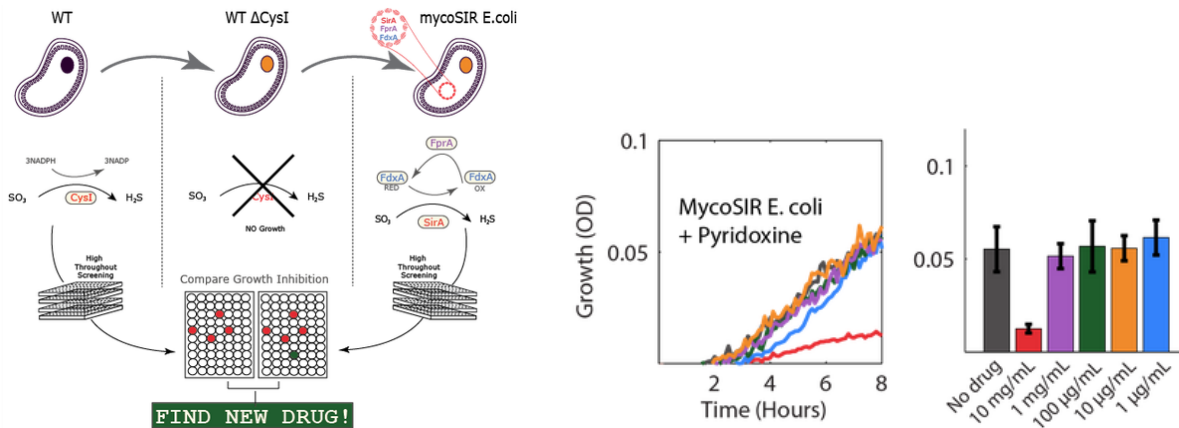 WT
WT ΔCysI
mycoSIR E.coli
SirA
FprA
FdxA
3NADPH
3NADP
SO₃
CysI
H₂S
SO₃
CysI
H₂S
NO Growth
FprA
FdxA
RED
FdxA
OX
SO₃
SirA
H₂S
High
Throughout
Screening
Compare Growth Inhibition
High
Throughout
Screening
FIND NEW DRUG!
0.1
0.05
Growth (OD)
MycoSIR E. coli
+ Pyridoxine
2
4
6
8
Time (Hours)
0.1
0.05
No drug
10 mg/mL
1 mg/mL
100 µg/mL
10 µg/mL
1 µg/mL